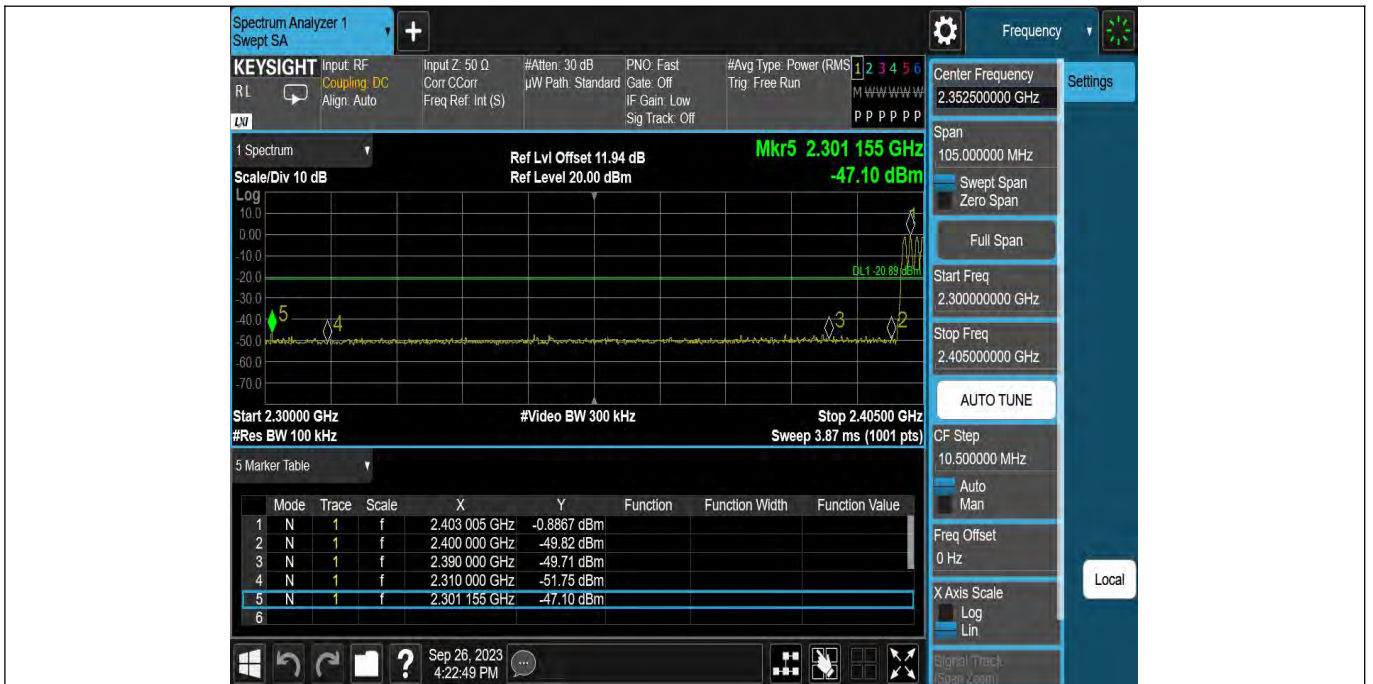 Spectrum Analyzer 1
Swept SA
Frequency
KEYSIGHT
RL
LXI
Input: RF
Coupling: DC
Align: Auto
Input Z: 50 Ω
Corr CCorr
Freq Ref: Int (S)
#Atten: 30 dB
µW Path: Standard
PNO: Fast
Gate: Off
IF Gain: Low
Sig Track: Off
#Avg Type: Power (RMS
Trig: Free Run
1 2 3 4 5 6
M W W W W W
P P P P P P
1 Spectrum
Scale/Div 10 dB
Ref Lvl Offset 11.94 dB
Ref Level 20.00 dBm
Mkr5 2.301 155 GHz
-47.10 dBm
Log
10.0
0.00
-10.0
-20.0
-30.0
-40.0
-50.0
-60.0
-70.0
1
DL1 -20.89 dBm
5
4
3
2
Start 2.30000 GHz
#Res BW 100 kHz
#Video BW 300 kHz
Stop 2.40500 GHz
Sweep 3.87 ms (1001 pts)
5 Marker Table
Mode Trace Scale X Y Function Function Width Function Value
1 N 1 f 2.403 005 GHz -0.8867 dBm
2 N 1 f 2.400 000 GHz -49.82 dBm
3 N 1 f 2.390 000 GHz -49.71 dBm
4 N 1 f 2.310 000 GHz -51.75 dBm
5 N 1 f 2.301 155 GHz -47.10 dBm
6
Sep 26, 2023
4:22:49 PM
?
Center Frequency
2.352500000 GHz
Span
105.000000 MHz
Swept Span
Zero Span
Full Span
Start Freq
2.300000000 GHz
Stop Freq
2.405000000 GHz
AUTO TUNE
CF Step
10.500000 MHz
Auto
Man
Freq Offset
0 Hz
X Axis Scale
Log
Lin
Signal Track
(Span Zoom)
Settings
Local